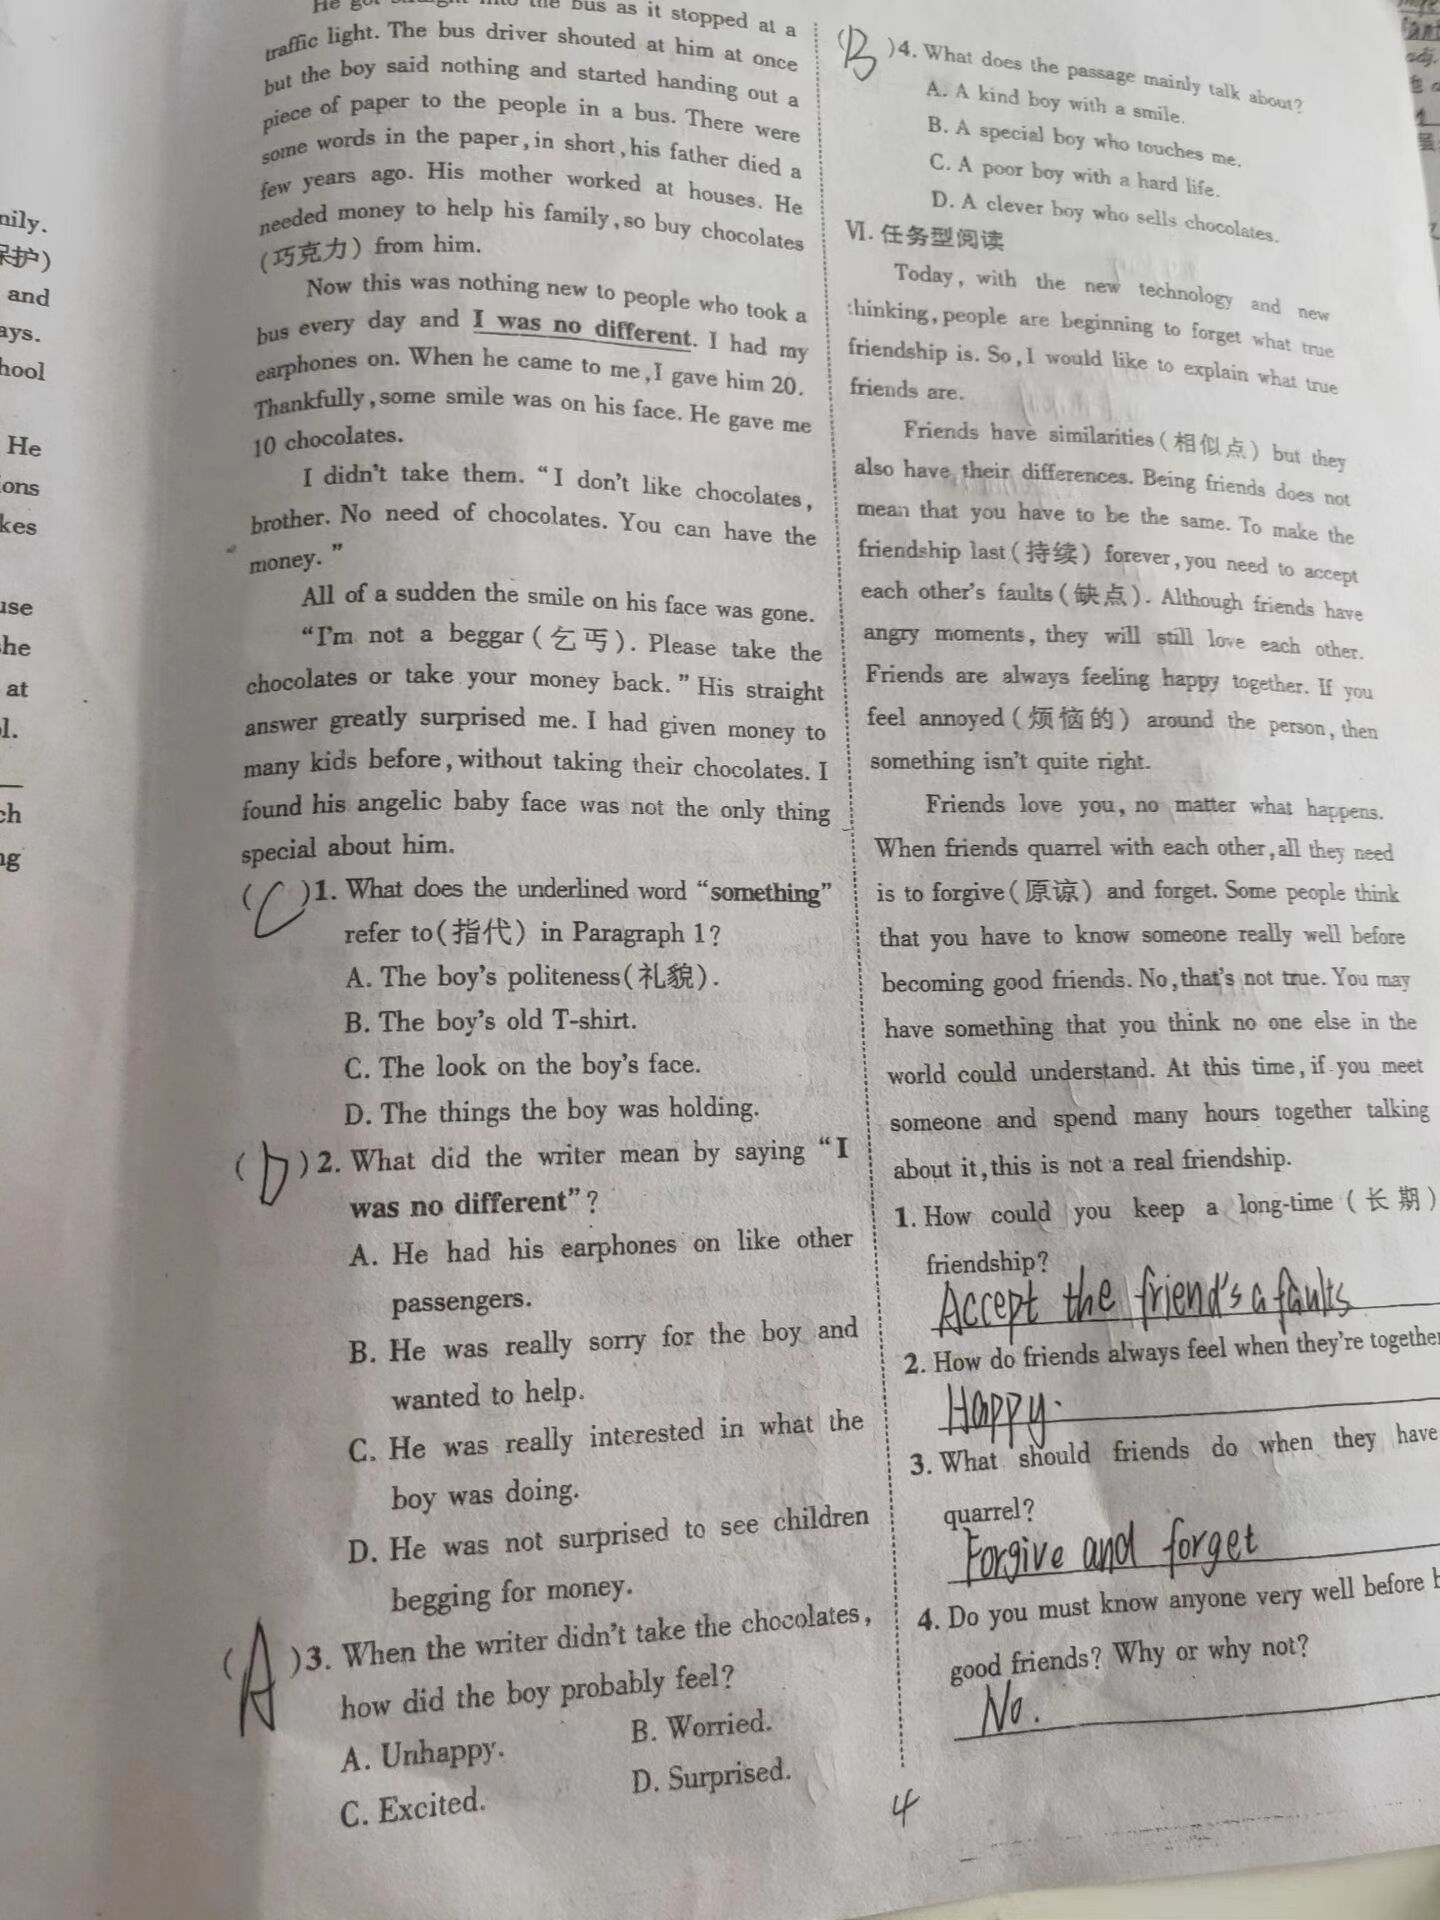 nily.
保护)
and
ays.
hool
He
ions
kes
use
she
at
ol.
ch
ng
the bus as it stopped at a
traffic light. The bus driver shouted at him at once
but the boy said nothing and started handing out a
piece of paper to the people in a bus. There were
some words in the paper, in short, his father died a
few years ago. His mother worked at houses. He
needed money to help his family, so buy chocolates
(巧克力) from him.
Now this was nothing new to people who took a
bus every day and I was no different. I had my
earphones on. When he came to me, I gave him 20.
Thankfully, some smile was on his face. He gave me
10 chocolates.
I didn't take them. “I don't like chocolates,
brother. No need of chocolates. You can have the
money.”
All of a sudden the smile on his face was gone.
“I'm not a beggar (乞丐). Please take the
chocolates or take your money back.” His straight
answer greatly surprised me. I had given money to
many kids before, without taking their chocolates. I
found his angelic baby face was not the only thing
special about him.
(C)1. What does the underlined word “something”
refer to(指代) in Paragraph 1?
A. The boy's politeness(礼貌).
B. The boy's old T-shirt.
C. The look on the boy's face.
D. The things the boy was holding.
(D)2. What did the writer mean by saying “I
was no different”?
A. He had his earphones on like other
passengers.
B. He was really sorry for the boy and
wanted to help.
C. He was really interested in what the
boy was doing.
D. He was not surprised to see children
begging for money.
(A)3. When the writer didn't take the chocolates,
how did the boy probably feel?
A. Unhappy. B. Worried.
C. Excited. D. Surprised.
(B)4. What does the passage mainly talk about?
A. A kind boy with a smile.
B. A special boy who touches me.
C. A poor boy with a hard life.
D. A clever boy who sells chocolates.
Ⅵ. 任务型阅读
Today, with the new technology and new
thinking, people are beginning to forget what true
friendship is. So, I would like to explain what true
friends are.
Friends have similarities(相似点) but they
also have their differences. Being friends does not
mean that you have to be the same. To make the
friendship last(持续) forever, you need to accept
each other's faults(缺点). Although friends have
angry moments, they will still love each other.
Friends are always feeling happy together. If you
feel annoyed(烦恼的) around the person, then
something isn't quite right.
Friends love you, no matter what happens.
When friends quarrel with each other, all they need
is to forgive(原谅) and forget. Some people think
that you have to know someone really well before
becoming good friends. No, that's not true. You may
have something that you think no one else in the
world could understand. At this time, if you meet
someone and spend many hours together talking
about it, this is not a real friendship.
1. How could you keep a long-time (长期)
friendship?
Accept the friend's a faults
2. How do friends always feel when they're together
Happy.
3. What should friends do when they have
quarrel?
Forgive and forget
4. Do you must know anyone very well before
good friends? Why or why not?
No.
4